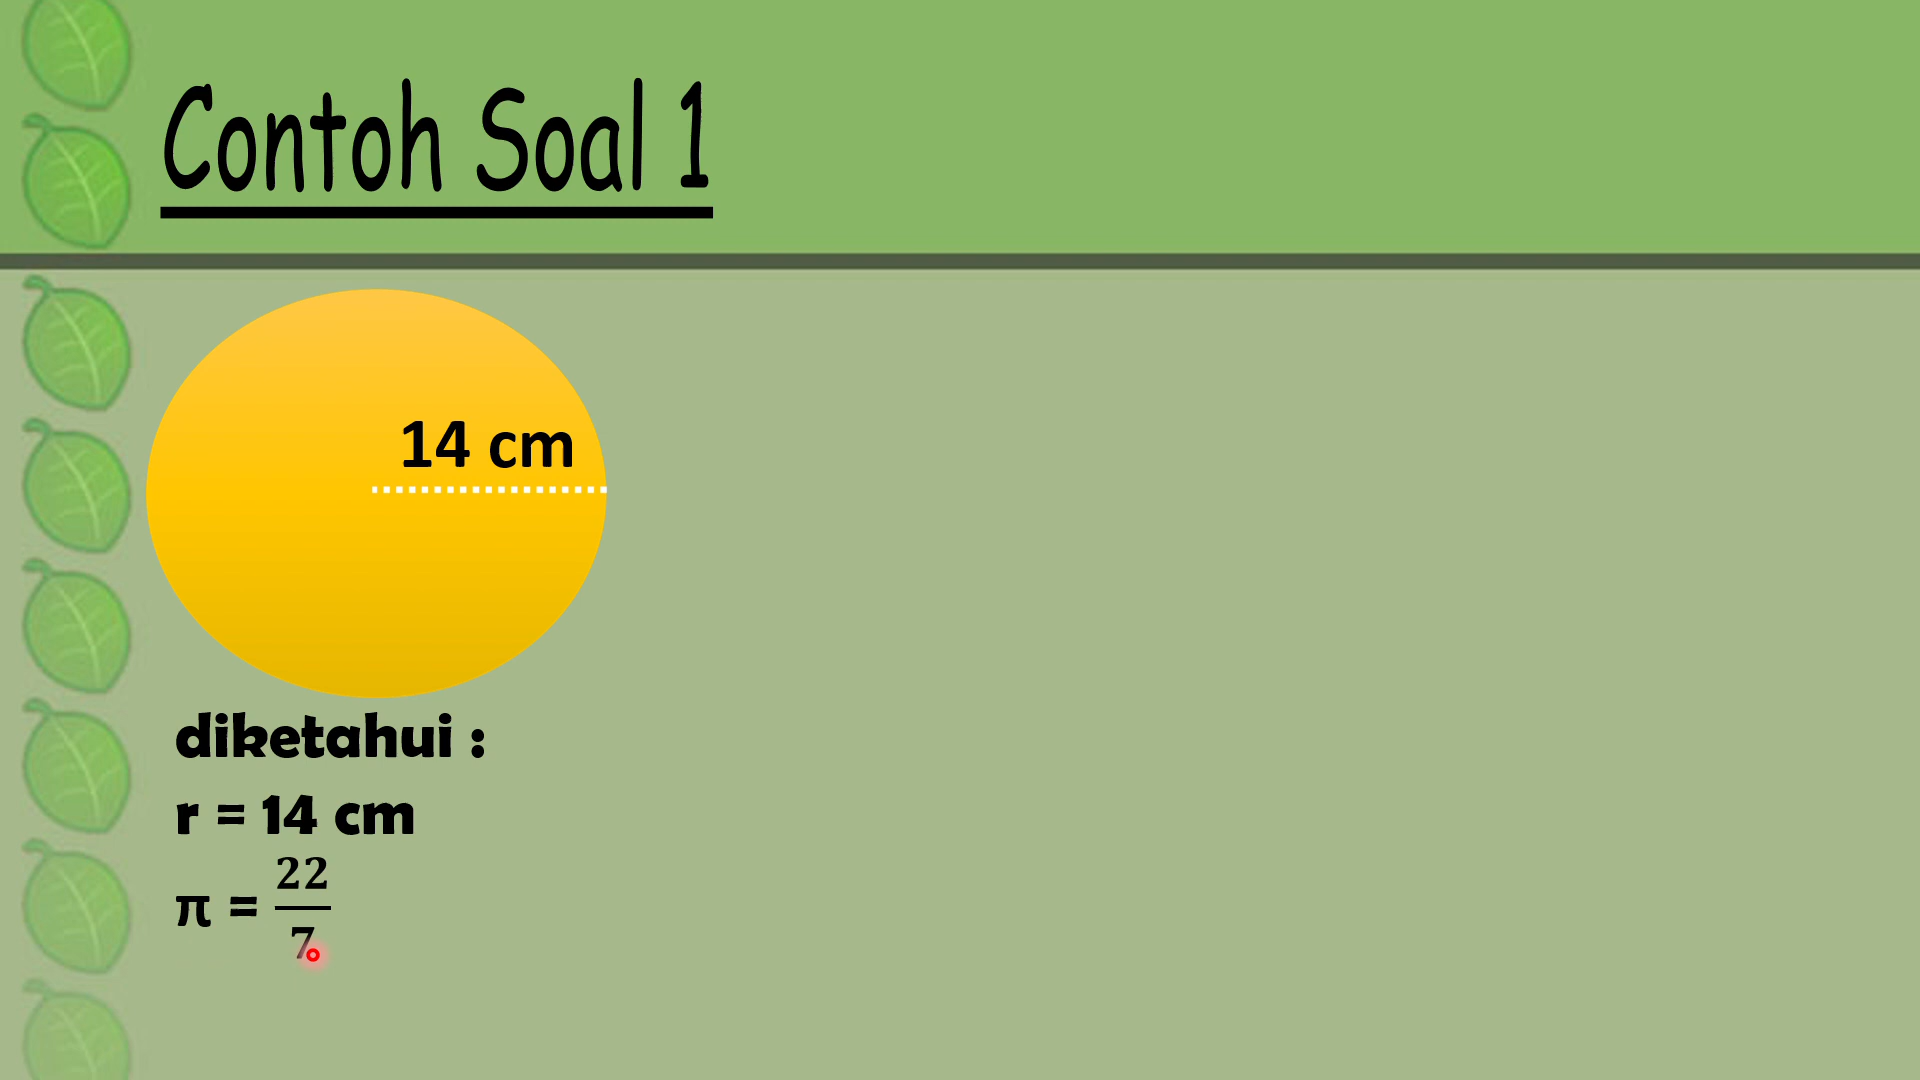 Contoh Soal 1
14 cm
diketahui :
r = 14 cm
π = 22/7